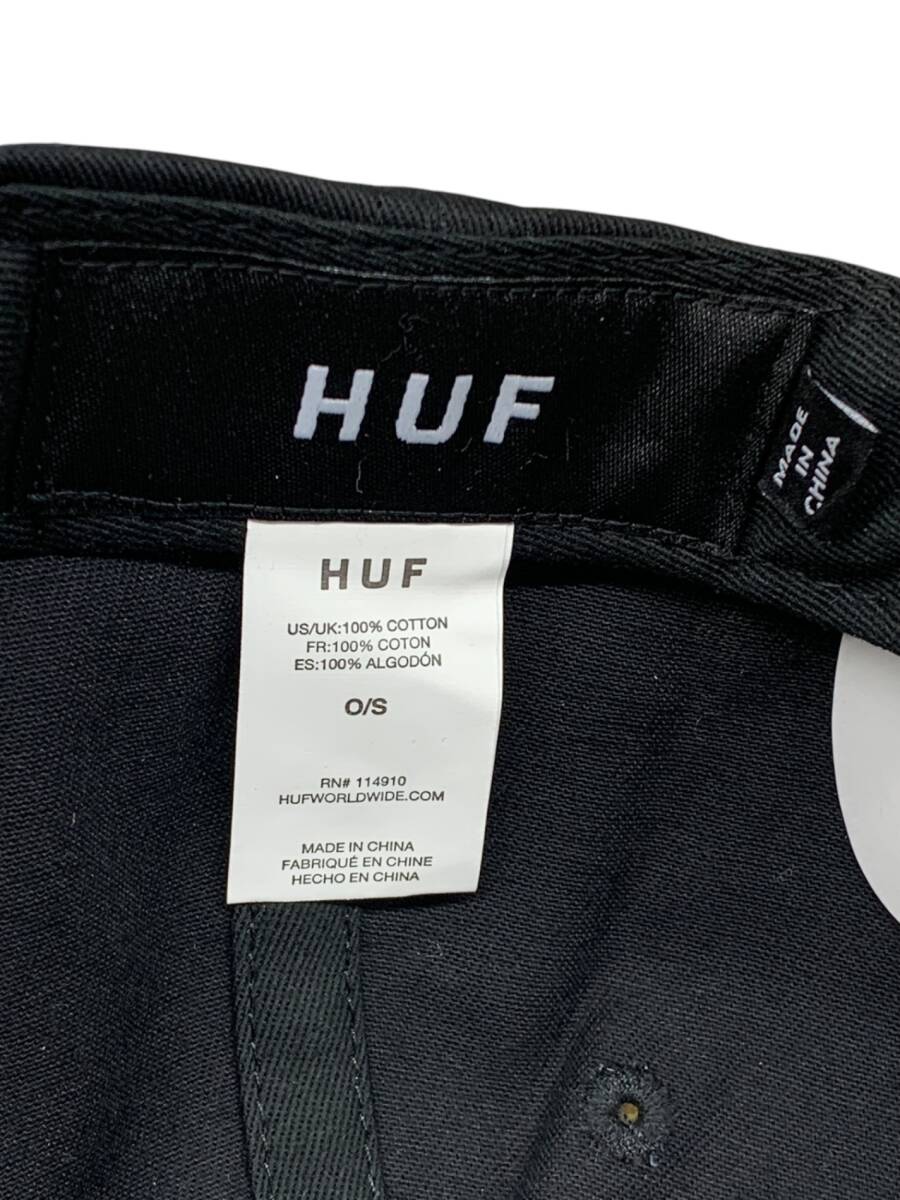 HUF
MADE
IN
CHINA
HUF
US/UK:100% COTTON
FR:100% COTON
ES:100% ALGODÓN
O/S
RN# 114910
HUFWORLDWIDE.COM
MADE IN CHINA
FABRIQUÉ EN CHINE
HECHO EN CHINA